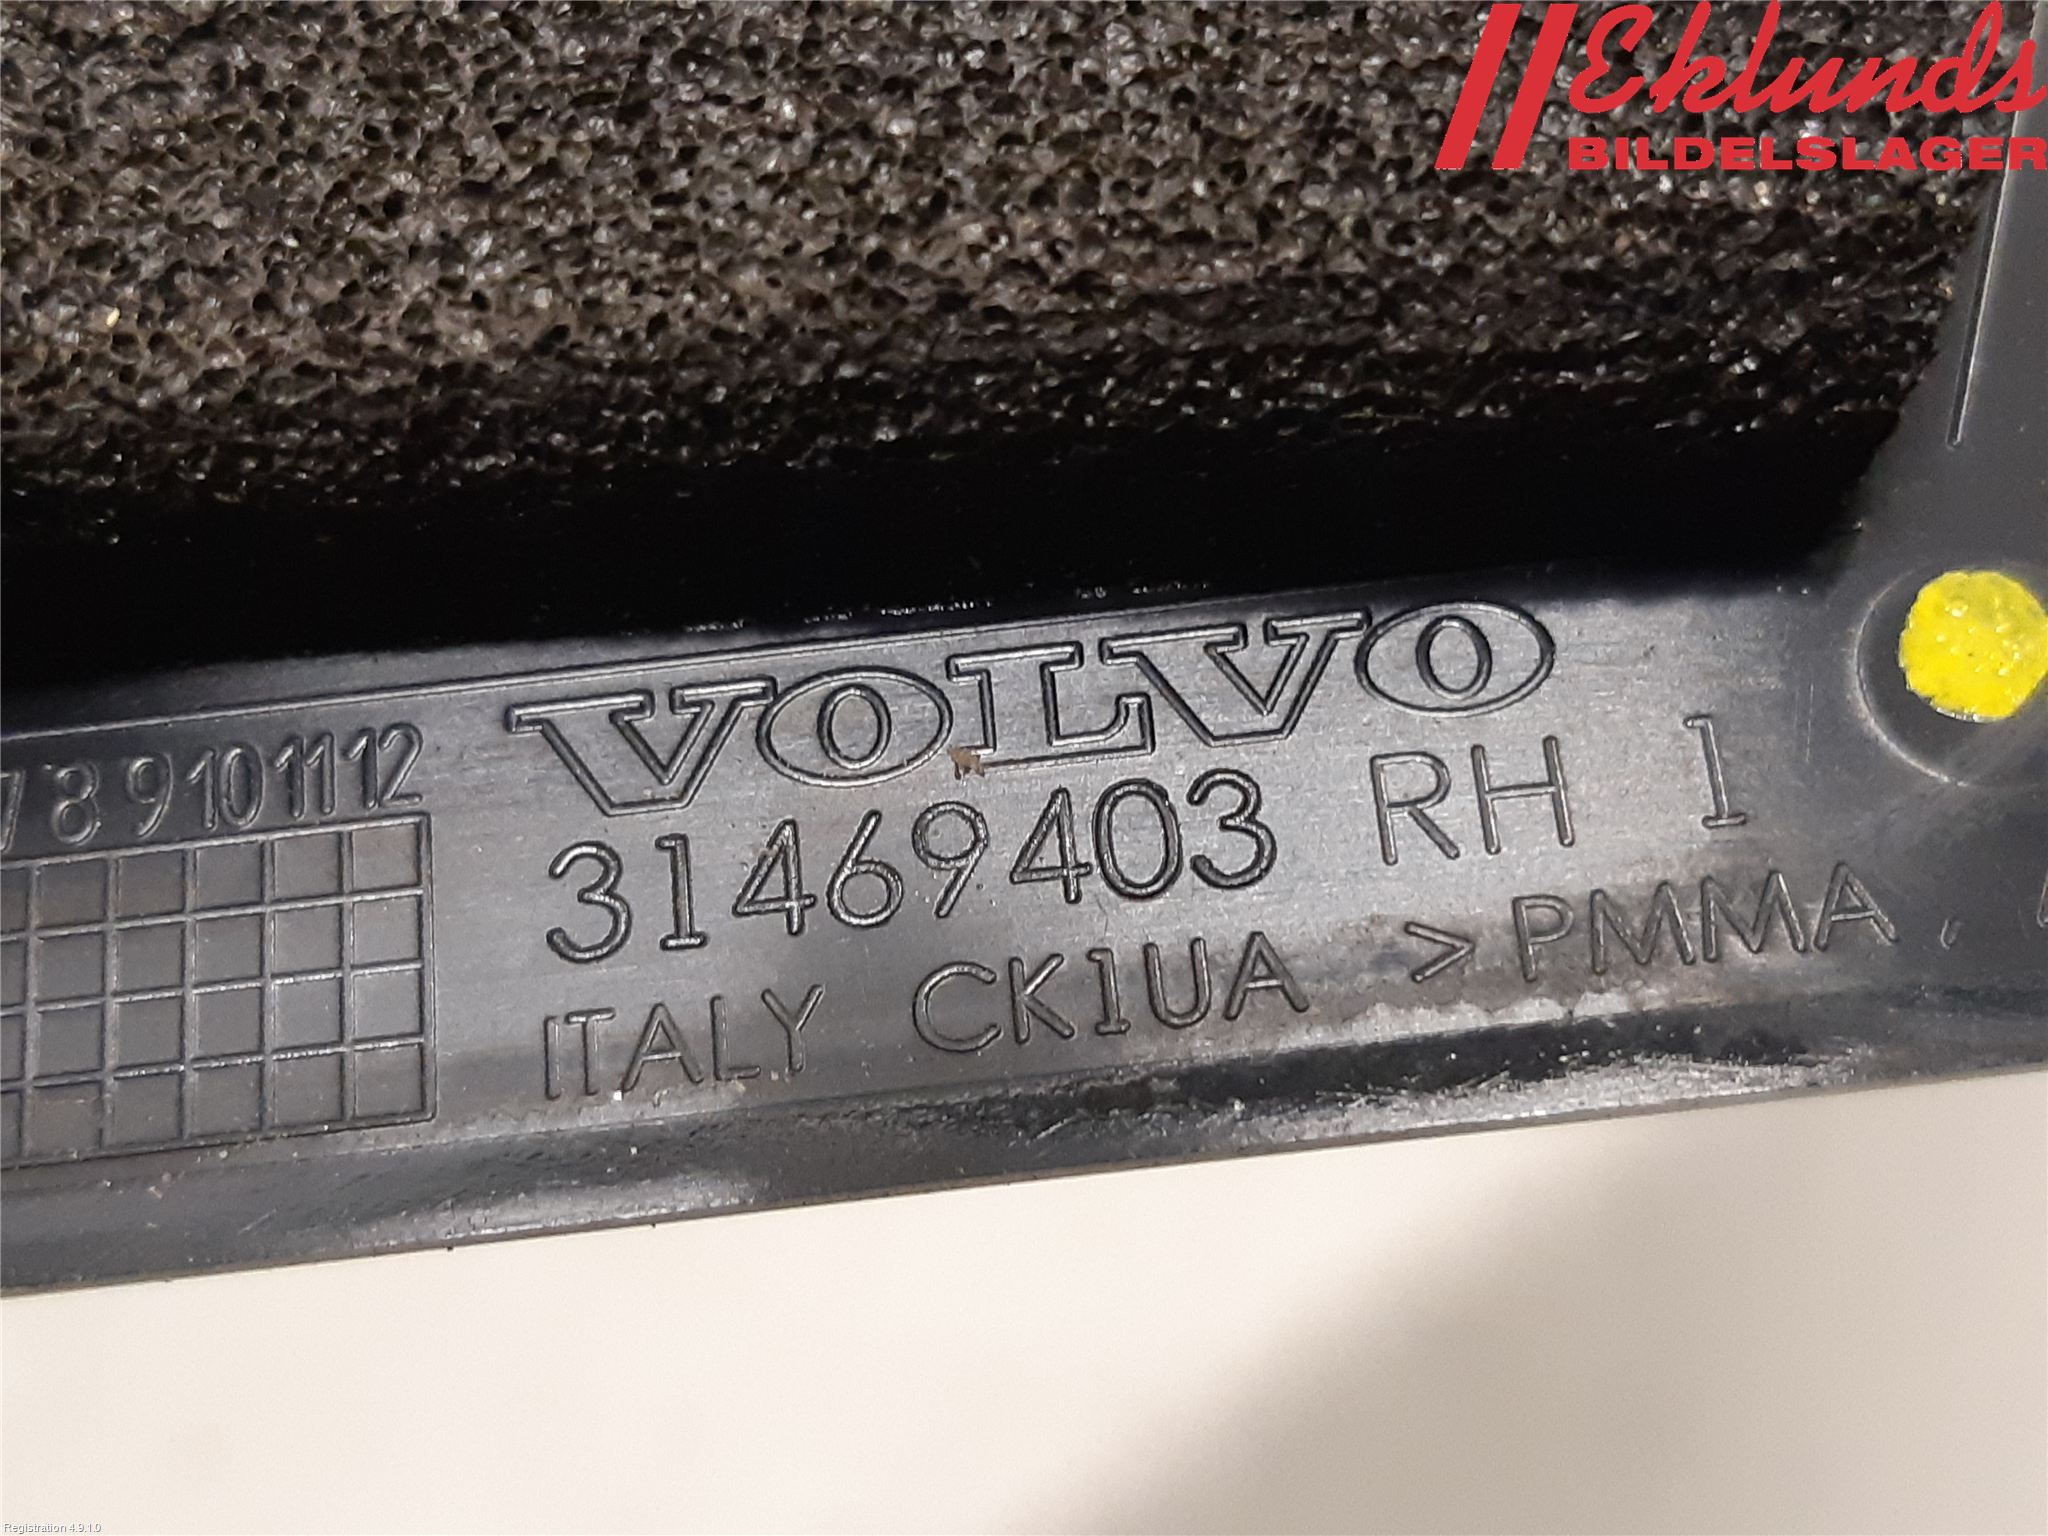 Eklunds
BILDELSLAGER
VOLVO
7 8 9 10 11 12
31469403 RH 1
ITALY CK1UA >PMMA,
Registration 4.9.1.0